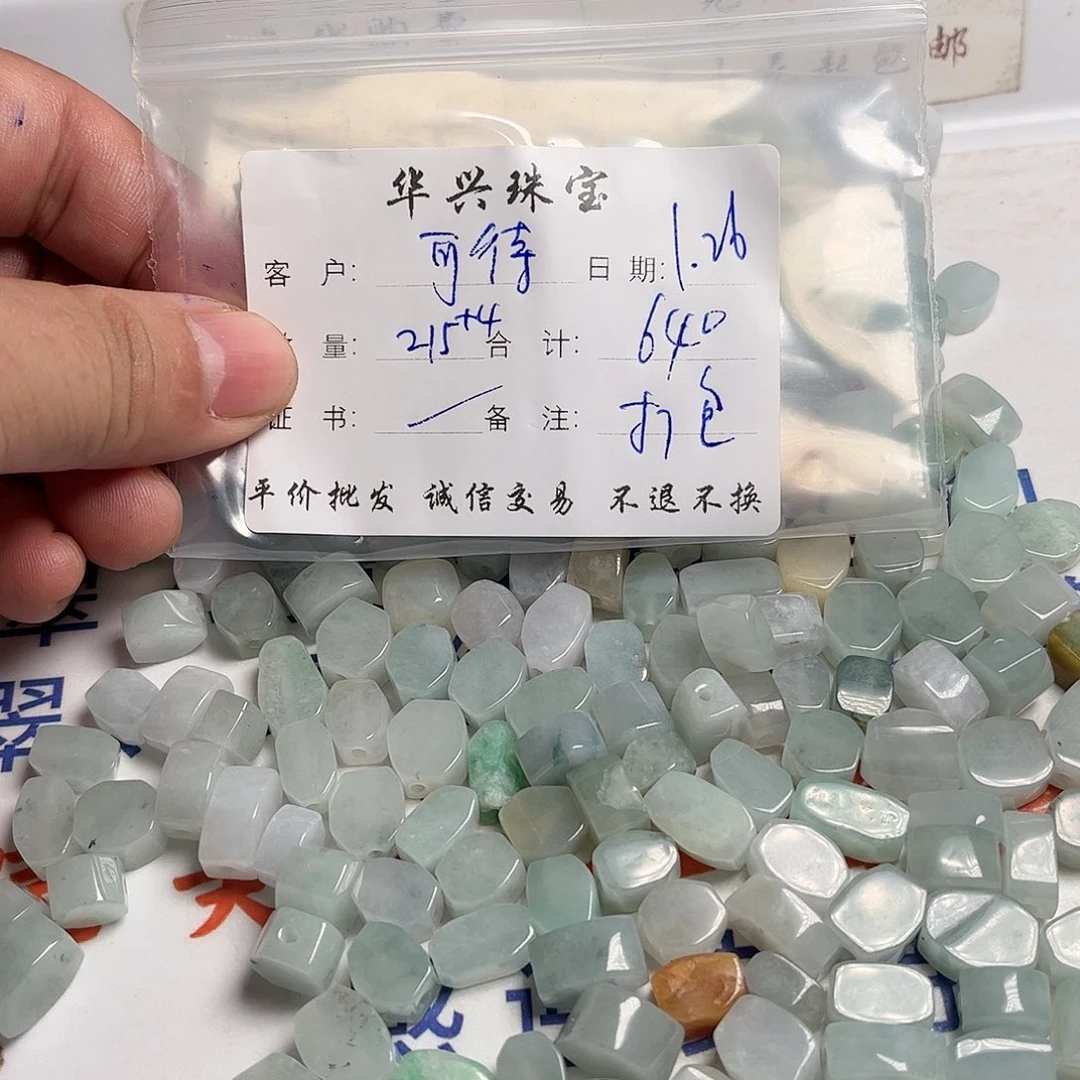 邮
华兴珠宝
客 户: 可待 日 期: 1.26
量: 215+4 合 计: 640
证 书: / 备 注: 打包
平价批发 诚信交易 不退不换